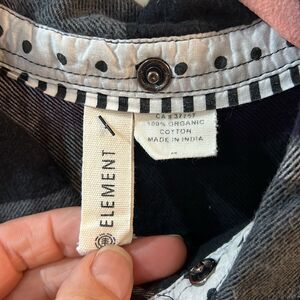 ELEMENT
CA# 37757
100% ORGANIC
COTTON
MADE IN INDIA